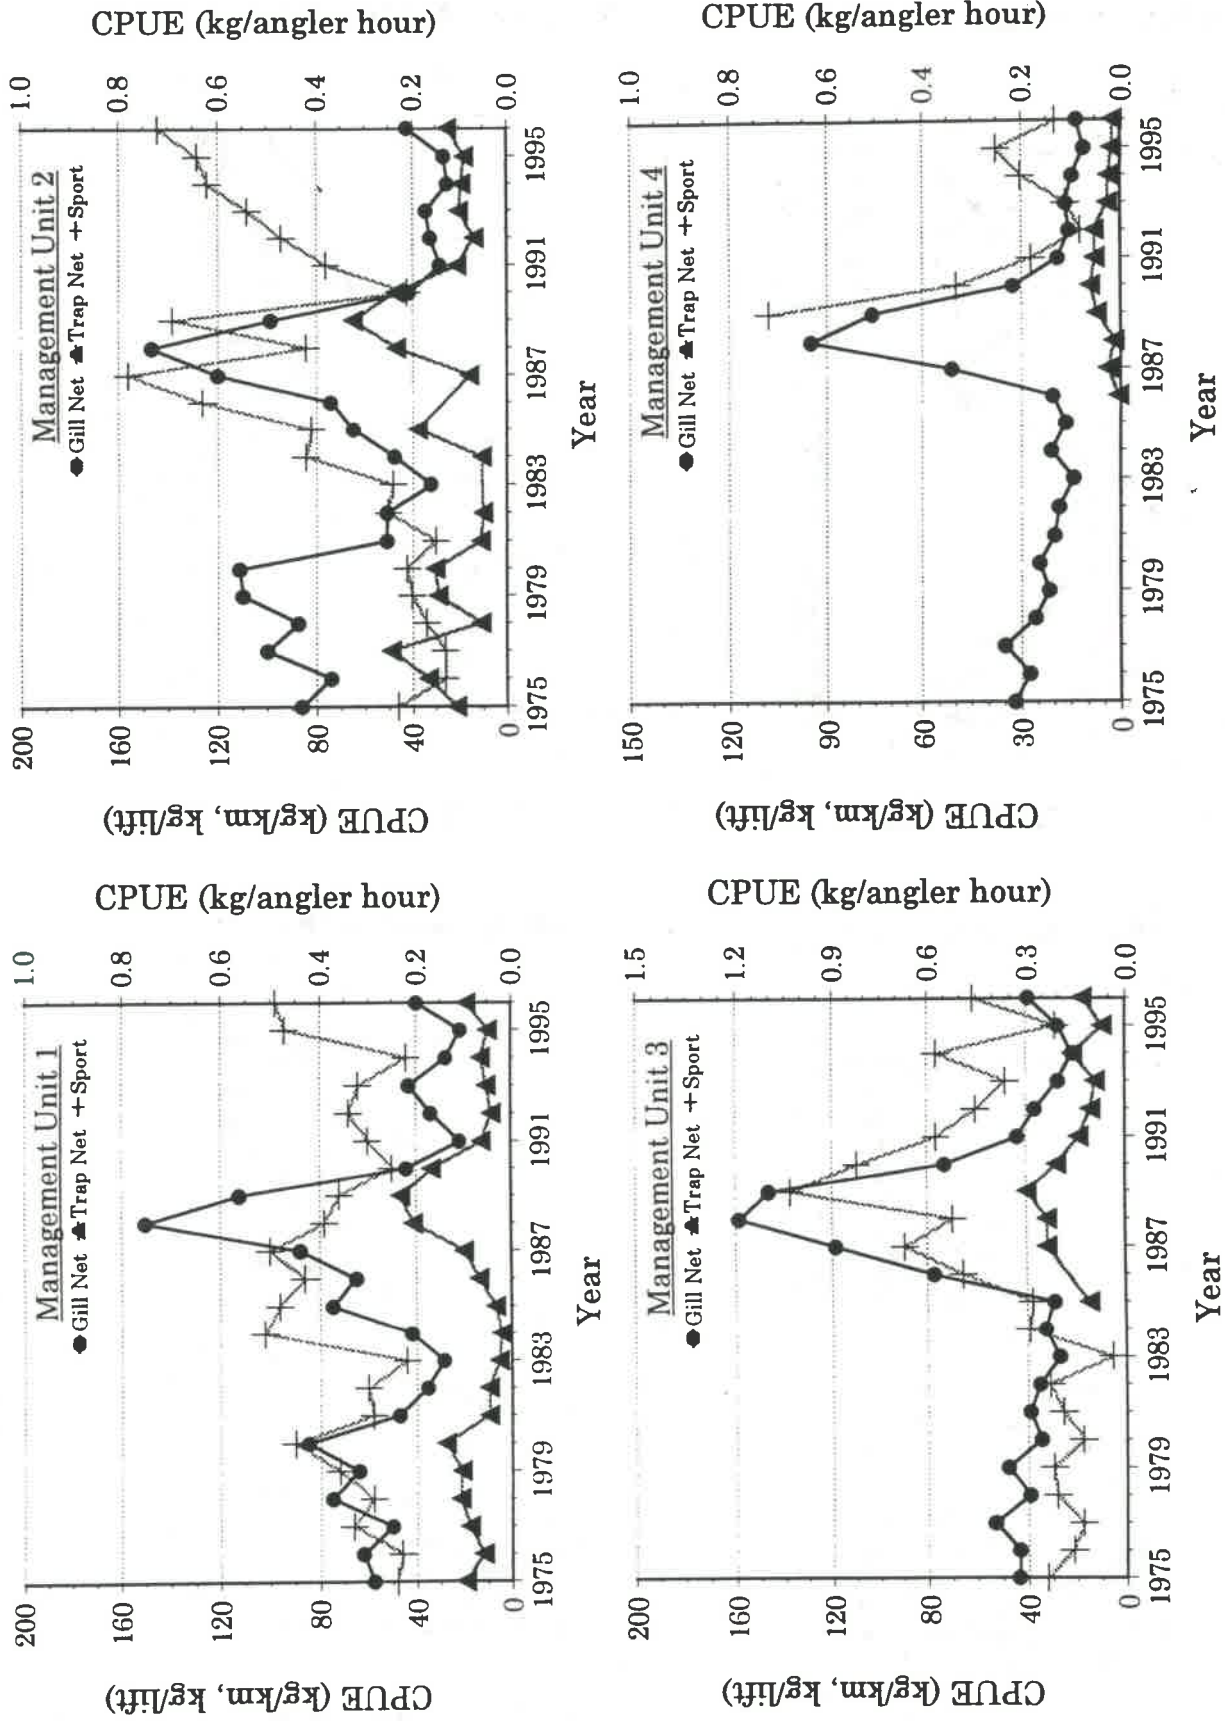 Management Unit 1
Gill Net Trap Net Sport
CPUE (kg/km, kg/lift)
200
160
120
80
40
0
CPUE (kg/angler hour)
1.0
0.8
0.6
0.4
0.2
0.0
1975 1979 1983 1987 1991 1995
Year
Management Unit 2
Gill Net Trap Net Sport
CPUE (kg/km, kg/lift)
200
160
120
80
40
0
CPUE (kg/angler hour)
1.0
0.8
0.6
0.4
0.2
0.0
1975 1979 1983 1987 1991 1995
Year
Management Unit 3
Gill Net Trap Net Sport
CPUE (kg/km, kg/lift)
200
160
120
80
40
0
CPUE (kg/angler hour)
1.5
1.2
0.9
0.6
0.3
0.0
1975 1979 1983 1987 1991 1995
Year
Management Unit 4
Gill Net Trap Net Sport
CPUE (kg/km, kg/lift)
150
120
90
60
30
0
CPUE (kg/angler hour)
1.0
0.8
0.6
0.4
0.2
0.0
1975 1979 1983 1987 1991 1995
Year